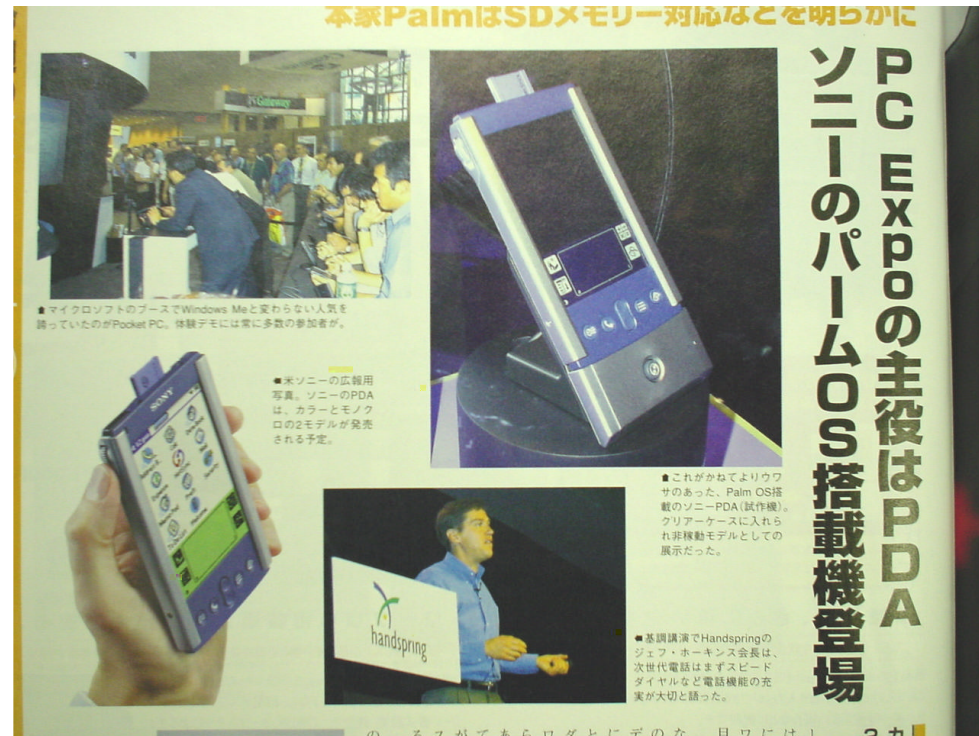 本家PalmはSDメモリー対応などを明らかに
PC Expoの主役はPDA
ソニーのパームOS搭載機登場
Gateway
⬆マイクロソフトのブースでWindows Meと変わらない人気を
誇っていたのがPocket PC。体験デモには常に多数の参加者が。
⬅米ソニーの広報用
写真。ソニーのPDA
は、カラーとモノク
ロの2モデルが発売
される予定。
SONY
⬆これがかねてよりウワ
サのあった、Palm OS搭
載のソニーPDA（試作機）。
クリアーケースに入れら
れ非稼動モデルとしての
展示だった。
handspring
⬅基調講演でHandspringの
ジェフ・ホーキンス会長は、
次世代電話はまずスピード
ダイヤルなど電話機能の充
実が大切と語った。